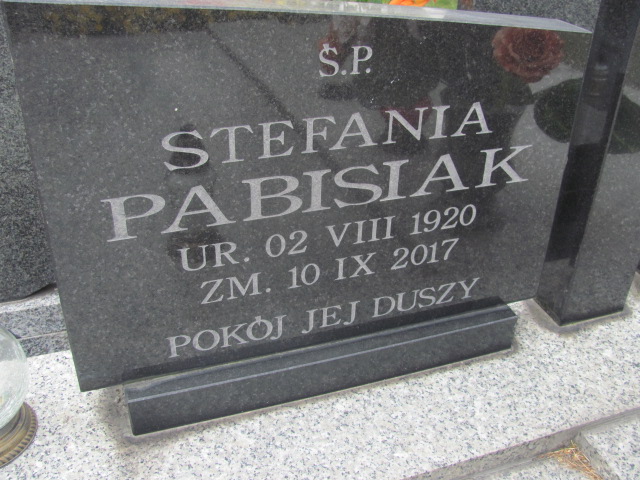 Ś.P.
STEFANIA
PABISIAK
UR. 02 VIII 1920
ZM. 10 IX 2017
POKÓJ JEJ DUSZY